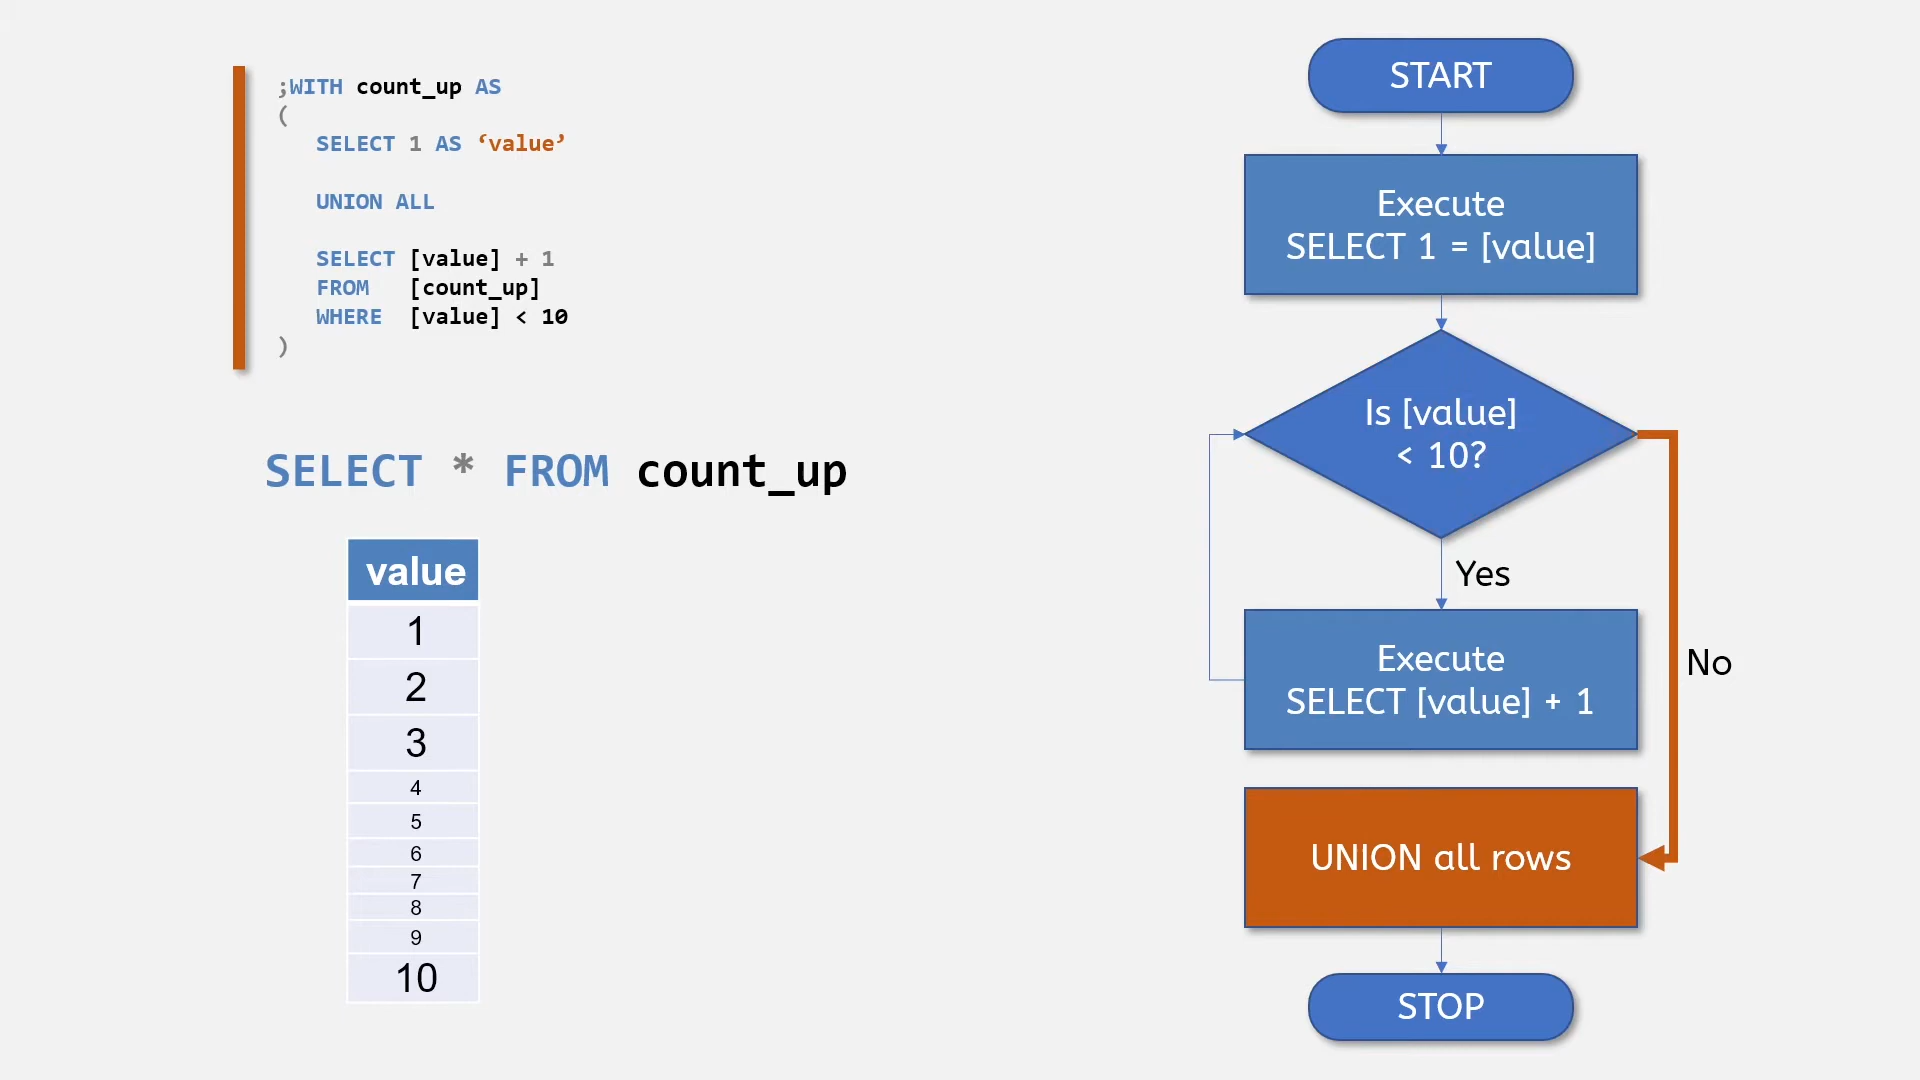 ;WITH count_up AS
(
SELECT 1 AS ‘value’
UNION ALL
SELECT [value] + 1
FROM [count_up]
WHERE [value] < 10
)
SELECT * FROM count_up
value
1
2
3
4
5
6
7
8
9
10
START
Execute
SELECT 1 = [value]
Is [value]
< 10?
Yes
No
Execute
SELECT [value] + 1
UNION all rows
STOP